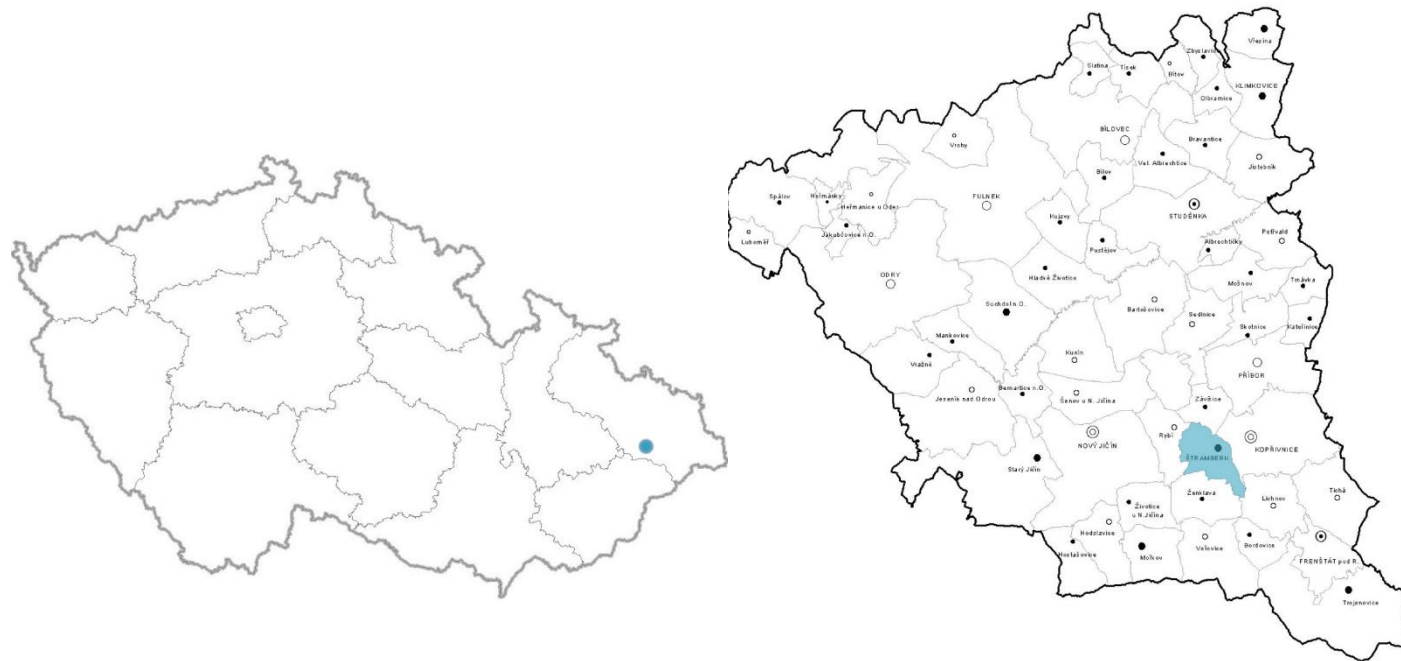 Vřesina
Zbyslavice
Slatina
Tísek
Bítov
KLIMKOVICE
Olbramice
BÍLOVEC
Bravantice
Vrchy
Vel. Albrechtice
Jistebník
Bílov
Spálov
Heřmánky
Heřmanice u Oder
FULNEK
STUDÉNKA
Kujavy
Luboměř
Jakubčovice n.O.
Petřvald
Pustějov
Albrechtičky
Hladké Životice
ODRY
Mošnov
Trnávka
Suchdol n.O.
Bartošovice
Sedlnice
Skotnice
Kateřinice
Mankovice
Kunín
Vražné
PŘÍBOR
Bernartice n.O.
Jeseník nad Odrou
Šenov u N. Jičína
Závišice
Rybí
NOVÝ JIČÍN
KOPŘIVNICE
ŠTRAMBERK
Starý Jičín
Ženklava
Lichnov
Tichá
Životice
u N.Jičína
Hodslavice
Hostašovice
Mořkov
Veřovice
Bordovice
FRENŠTÁT pod R.
Trojanovice